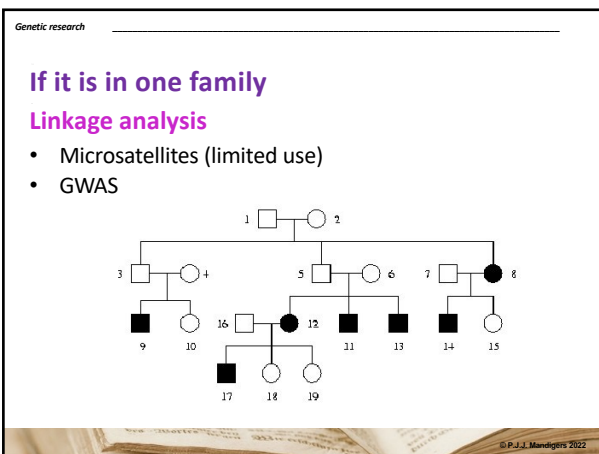 Genetic research
If it is in one family
Linkage analysis
• Microsatellites (limited use)
• GWAS
1 2
3 4 5 6 7 8
16 12
9 10 11 13 14 15
17 18 19
© P.J.J. Mandigers 2022